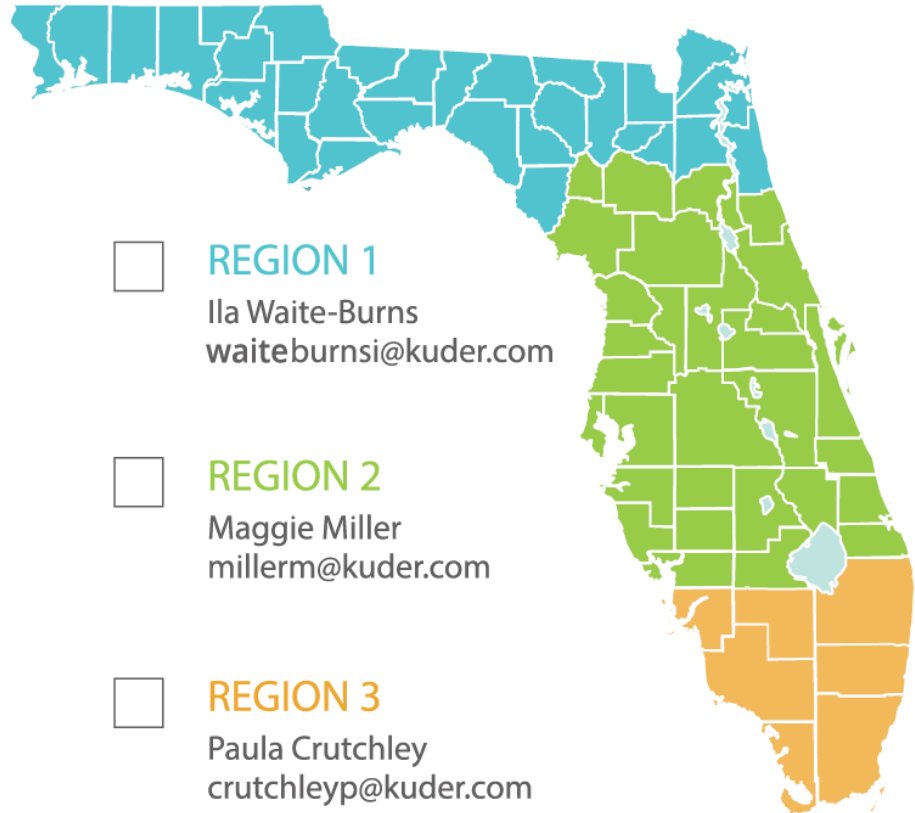 REGION 1
Ila Waite-Burns
waiteburnsi@kuder.com
REGION 2
Maggie Miller
millerm@kuder.com
REGION 3
Paula Crutchley
crutchleyp@kuder.com